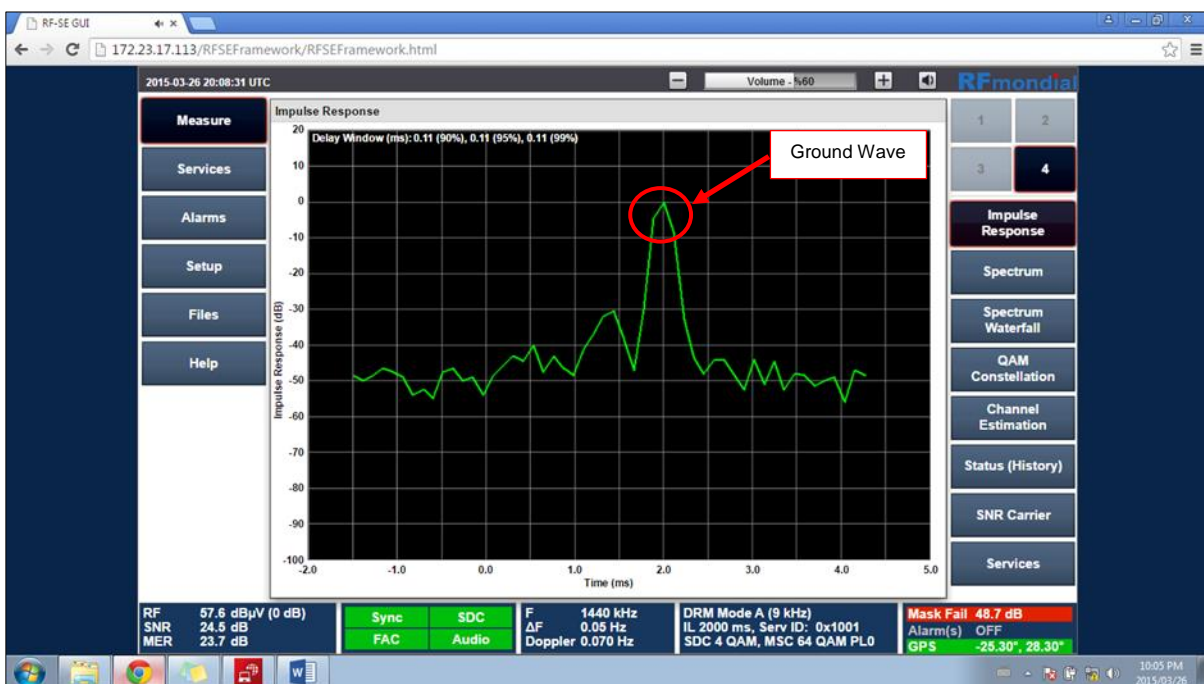 RF-SE GUI
172.23.17.113/RFSEFramework/RFSEFramework.html
2015-03-26 20:08:31 UTC
Volume - %60
RFmondial
Measure
Services
Alarms
Setup
Files
Help
Impulse Response
Delay Window (ms): 0.11 (90%), 0.11 (95%), 0.11 (99%)
Ground Wave
20
10
0
-10
-20
-30
-40
-50
-60
-70
-80
-90
-100
Impulse Response (dB)
-2.0 -1.0 0.0 1.0 2.0 3.0 4.0 5.0
Time (ms)
1 2
3 4
Impulse
Response
Spectrum
Spectrum
Waterfall
QAM
Constellation
Channel
Estimation
Status (History)
SNR Carrier
Services
RF 57.6 dBµV (0 dB)
SNR 24.5 dB
MER 23.7 dB
Sync SDC
FAC Audio
F 1440 kHz
ΔF 0.05 Hz
Doppler 0.070 Hz
DRM Mode A (9 kHz)
IL 2000 ms, Serv ID: 0x1001
SDC 4 QAM, MSC 64 QAM PL0
Mask Fail 48.7 dB
Alarm(s) OFF
GPS -25.30°, 28.30°
10:05 PM
2015/03/26